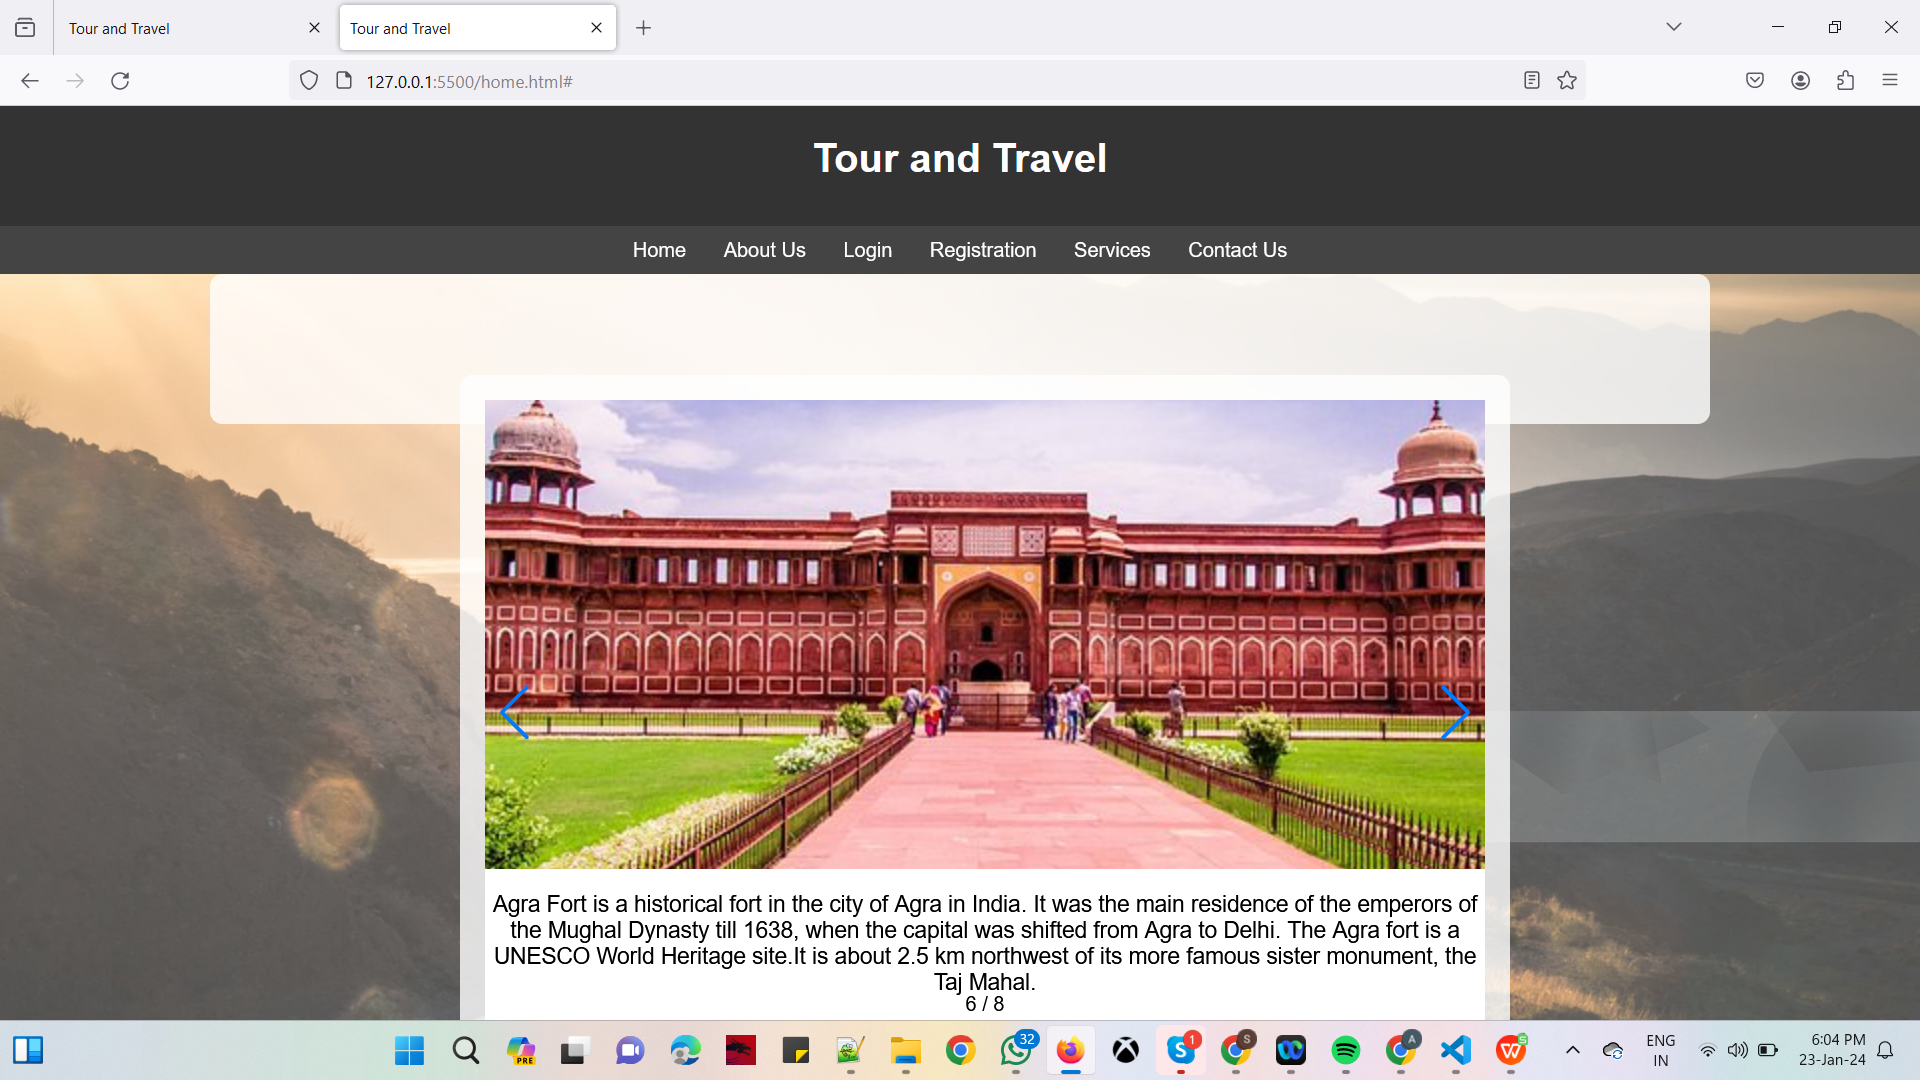 Tour and Travel
Tour and Travel
127.0.0.1:5500/home.html#
Tour and Travel
Home About Us Login Registration Services Contact Us
Agra Fort is a historical fort in the city of Agra in India. It was the main residence of the emperors of
the Mughal Dynasty till 1638, when the capital was shifted from Agra to Delhi. The Agra fort is a
UNESCO World Heritage site.It is about 2.5 km northwest of its more famous sister monument, the
Taj Mahal.
6 / 8
PRE
32
S
1
S
A
W
S
ENG
IN
6:04 PM
23-Jan-24